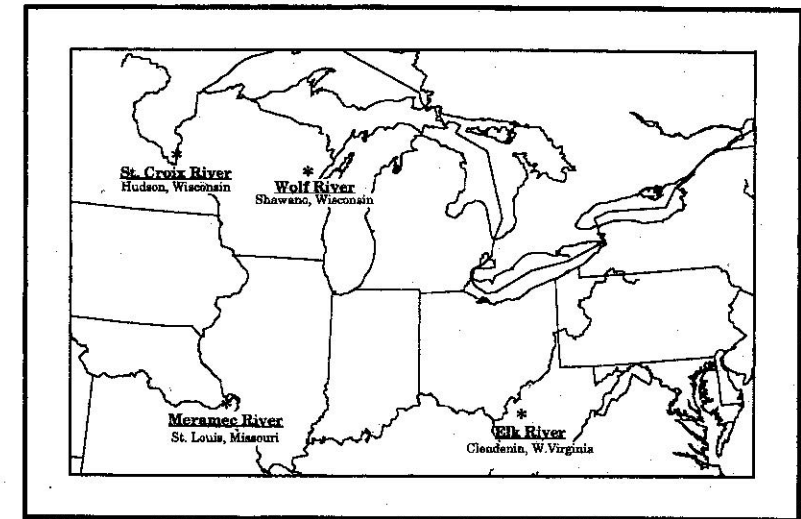 St. Croix River
Hudson, Wisconsin
Wolf River
Shawano, Wisconsin
Meramec River
St. Louis, Missouri
Elk River
Clendenin, W.Virginia